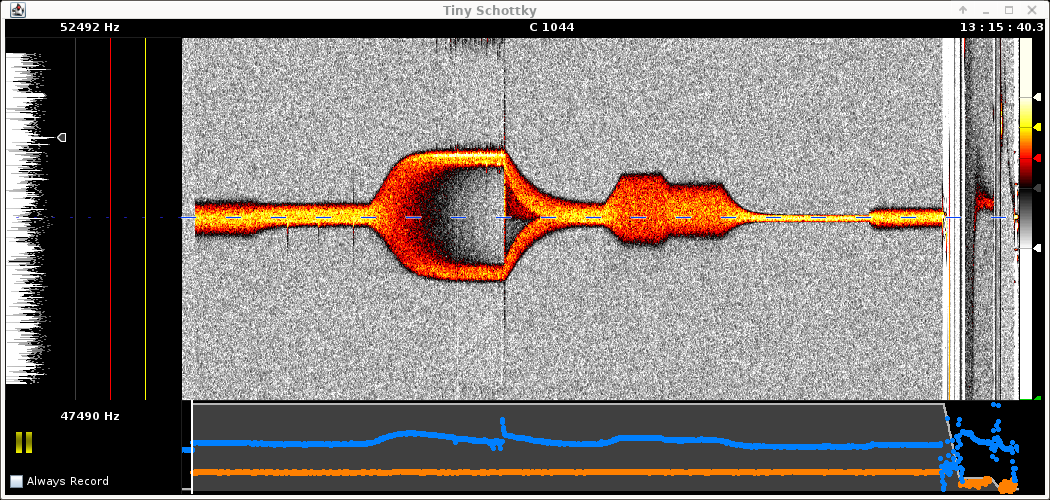 Tiny Schottky
52492 Hz
C 1044
13 : 15 : 40.3
47490 Hz
Always Record